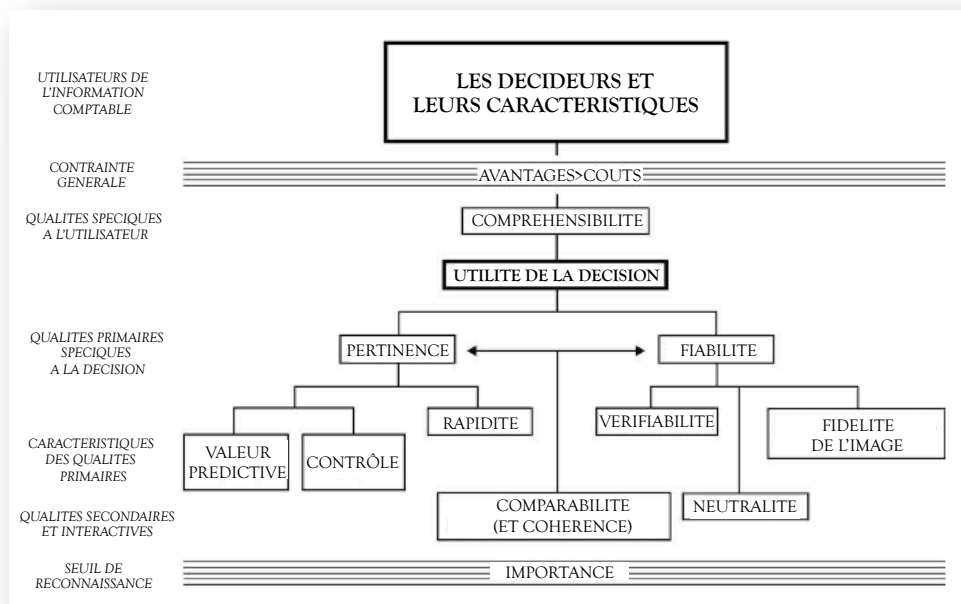 UTILISATEURS DE
L'INFORMATION
COMPTABLE
LES DECIDEURS ET
LEURS CARACTERISTIQUES
CONTRAINTE
GENERALE
AVANTAGES>COUTS
QUALITES SPECIQUES
A L'UTILISATEUR
COMPREHENSIBILITE
UTILITE DE LA DECISION
QUALITES PRIMAIRES
SPECIQUES
A LA DECISION
PERTINENCE
FIABILITE
CARACTERISTIQUES
DES QUALITES
PRIMAIRES
VALEUR
PREDICTIVE
CONTRÔLE
RAPIDITE
VERIFIABILITE
FIDELITE
DE L'IMAGE
QUALITES SECONDAIRES
ET INTERACTIVES
COMPARABILITE
(ET COHERENCE)
NEUTRALITE
SEUIL DE
RECONNAISSANCE
IMPORTANCE